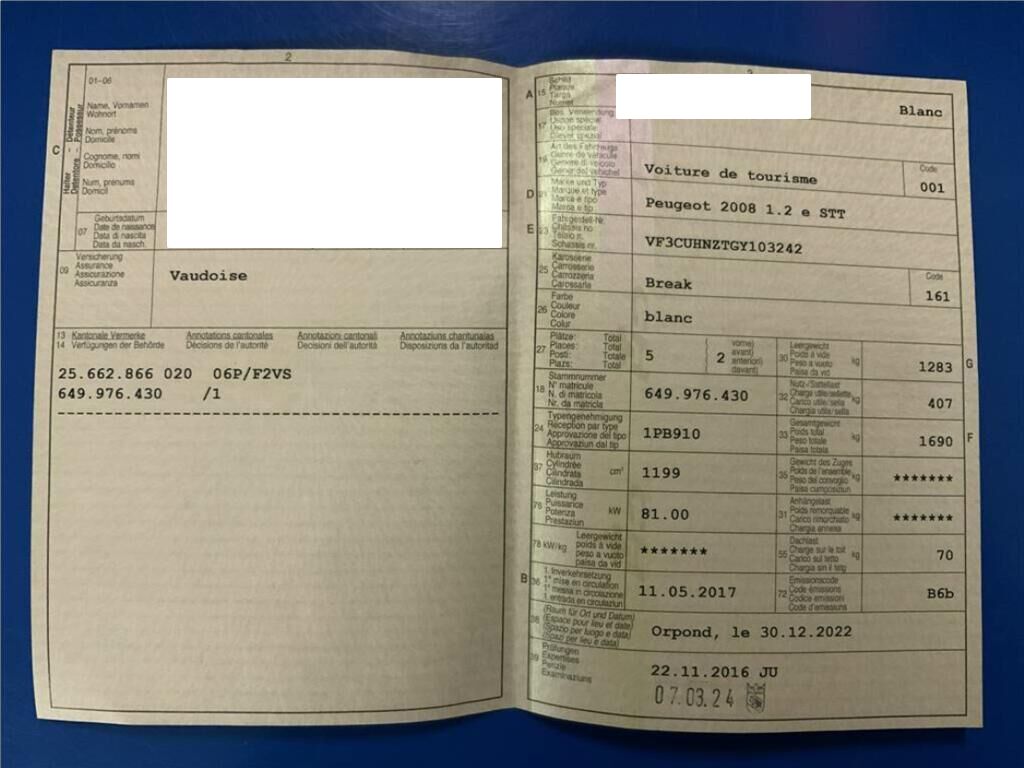 2
01-06
C
Halter Détenteur
Detentore Possessur
Name, Vornamen
Wohnort
Nom, prénoms
Domicile
Cognome, nomi
Domicilio
Num, prenums
Domicil
07
Geburtsdatum
Date de naissance
Data di nascita
Data da nasch.
09
Versicherung
Assurance
Assicurazione
Assicuranza
Vaudoise
13 Kantonale Vermerke Annotations cantonales Annotazioni cantonali Annotaziuns chantunalas
14 Verfügungen der Behörde Décisions de l'autorité Decisioni dell'autorità Disposiziuns da l'autoritad
25.662.866 020 06P/F2VS
649.976.430 /1
A 15
Schild
Plaque
Targa
Numer
Blanc
17
Bes. Verwendung
Usage spécial
Uso speciale
Diever spezial
19
Art des Fahrzeugs
Genre de véhicule
Genere di veicolo
Gener dal vehichel
Voiture de tourisme
Code
001
D 21
Marke und Typ
Marque et type
Marca e tipo
Marca e tip
Peugeot 2008 1.2 e STT
E 23
Fahrgestell-Nr.
Châssis no
Telaio n.
Schassis nr.
VF3CUHNZTGY103242
25
Karosserie
Carrosserie
Carrozzeria
Carossaria
Break
Code
161
26
Farbe
Couleur
Colore
Colur
blanc
27
Plätze: Total
Places: Total
Posti: Totale
Plazs: Total
5
2
vorne)
avant)
anteriori)
davant)
30
Leergewicht
Poids à vide
Peso a vuoto
Paisa da vid
kg
1283
G
18
Stammnummer
N° matricule
N. di matricola
Nr. da matricla
649.976.430
32
Nutz-/Sattellast
Charge utile/sellette
Carico utile/sella
Chargia utila/sella
kg
407
24
Typengenehmigung
Réception par type
Approvazione del tipo
Approvaziun dal tip
1PB910
33
Gesamtgewicht
Poids total
Peso totale
Paisa totala
kg
1690
F
37
Hubraum
Cylindrée
Cilindrata
Cilindrada
cm³
1199
35
Gewicht des Zuges
Poids de l'ensemble
Peso del convoglio
Paisa cumposiziun
kg
*******
76
Leistung
Puissance
Potenza
Prestaziun
kW
81.00
31
Anhängelast
Poids remorquable
Carico rimorchiato
Chargia annexa
kg
*******
78 kW/kg
Leergewicht
poids à vide
peso a vuoto
paisa da vid
*******
55
Dachlast
Charge sur le toit
Carico sul tetto
Chargia sin il tetg
kg
70
B 36
1. Inverkehrsetzung
1re mise en circulation
1a messa in circolazione
1. entrada en circulaziun
11.05.2017
72
Emissionscode
Code émissions
Codice emissioni
Code d'emissiuns
B6b
38
(Raum für Ort und Datum)
(Espace pour lieu et date)
(Spazio per luogo e data)
(Spazi per lieu e data)
Orpond, le 30.12.2022
39
Prüfungen
Expertises
Perizie
Examinaziuns
22.11.2016 JU
07.03.24